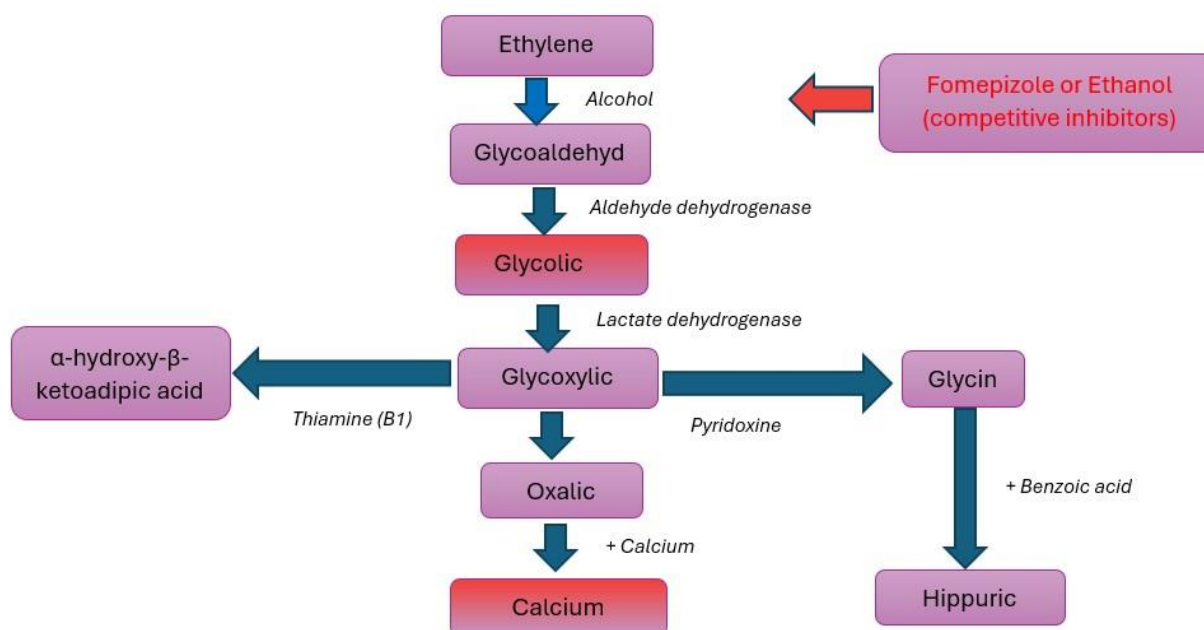 Ethylene
Fomepizole or Ethanol
(competitive inhibitors)
Alcohol
Glycoaldehyd
Aldehyde dehydrogenase
Glycolic
Lactate dehydrogenase
α-hydroxy-β-
ketoadipic acid
Glycoxylic
Glycin
Thiamine (B1)
Pyridoxine
Oxalic
+ Benzoic acid
+ Calcium
Calcium
Hippuric